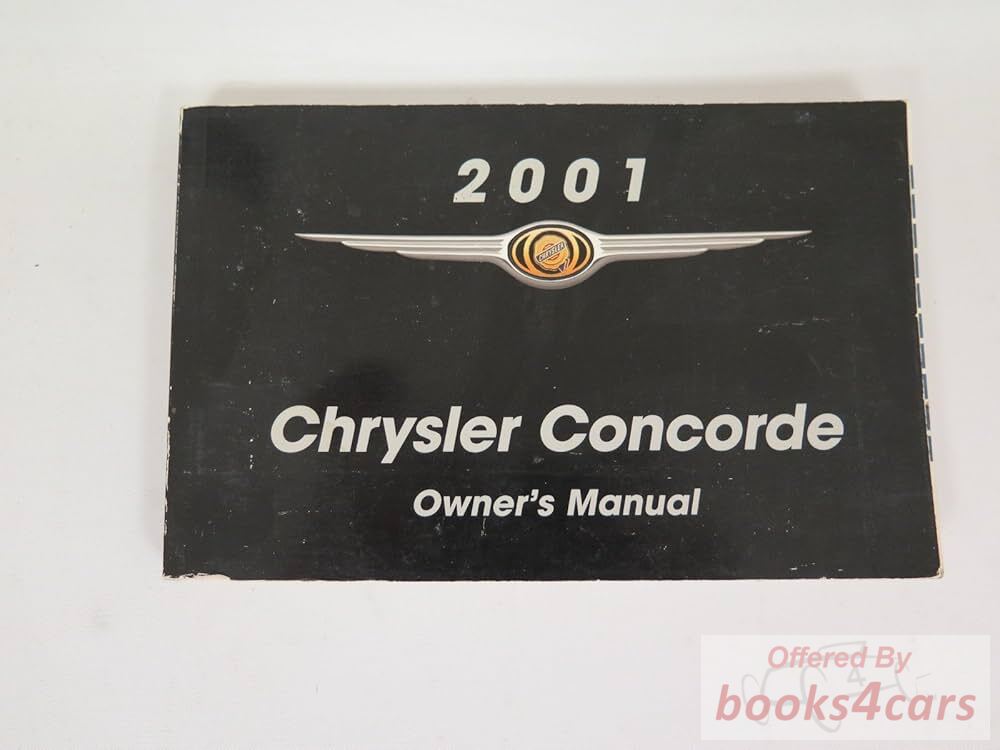 2001
CHRYSLER
Chrysler Concorde
Owner's Manual
Offered By
books4cars